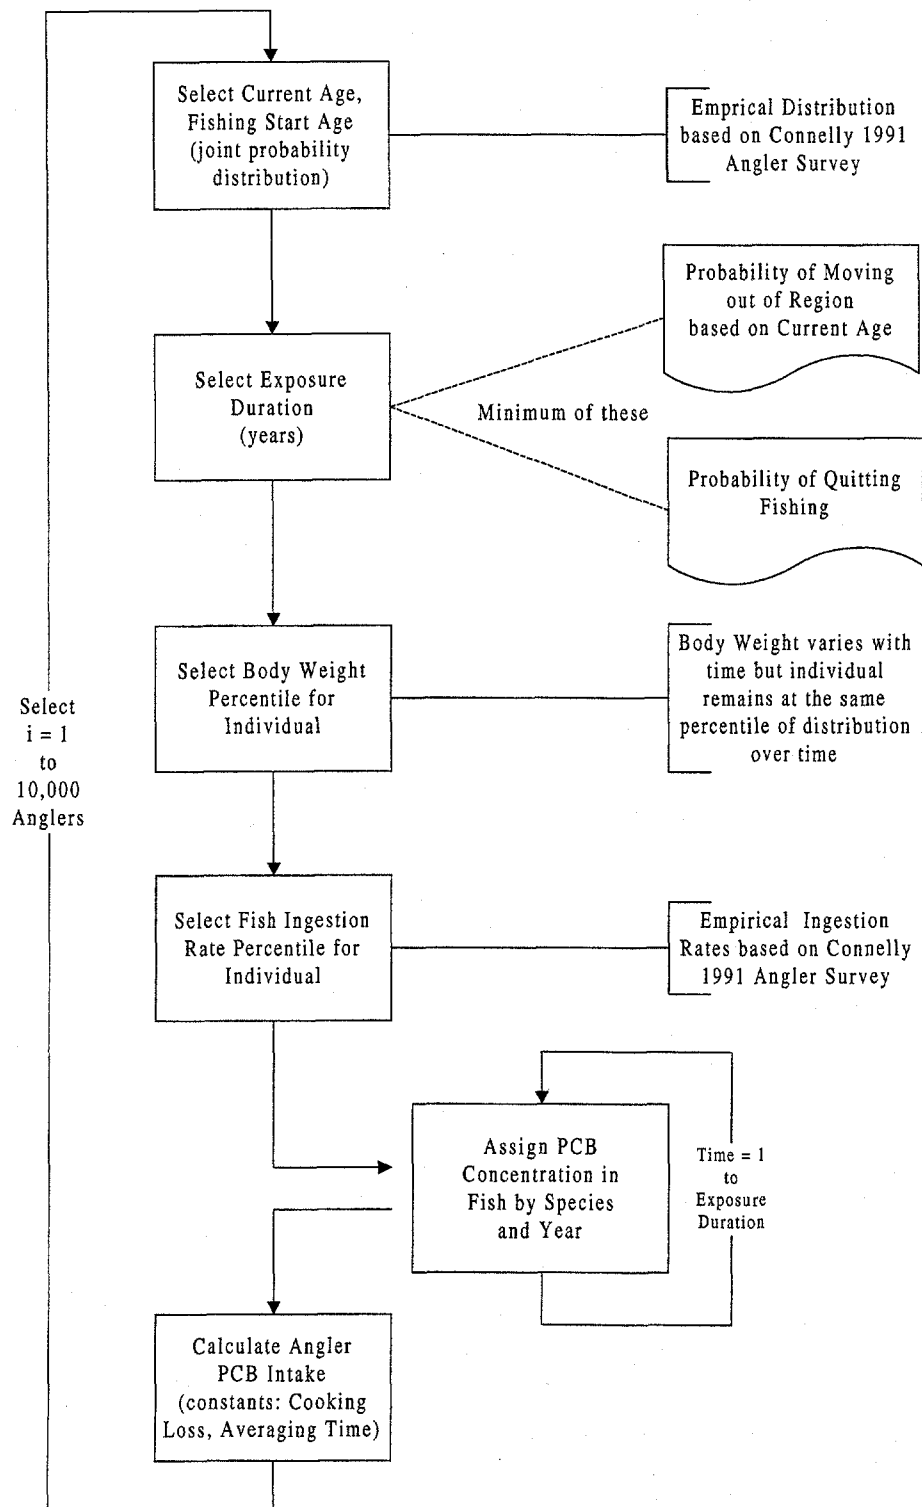 Select Current Age,
Fishing Start Age
(joint probability
distribution)
Emprical Distribution
based on Connelly 1991
Angler Survey
Probability of Moving
out of Region
based on Current Age
Select Exposure
Duration
(years)
Minimum of these
Probability of Quitting
Fishing
Select Body Weight
Percentile for
Individual
Body Weight varies with
time but individual
remains at the same
percentile of distribution
over time
Select
i = 1
to
10,000
Anglers
Select Fish Ingestion
Rate Percentile for
Individual
Empirical Ingestion
Rates based on Connelly
1991 Angler Survey
Assign PCB
Concentration in
Fish by Species
and Year
Time = 1
to
Exposure
Duration
Calculate Angler
PCB Intake
(constants: Cooking
Loss, Averaging Time)